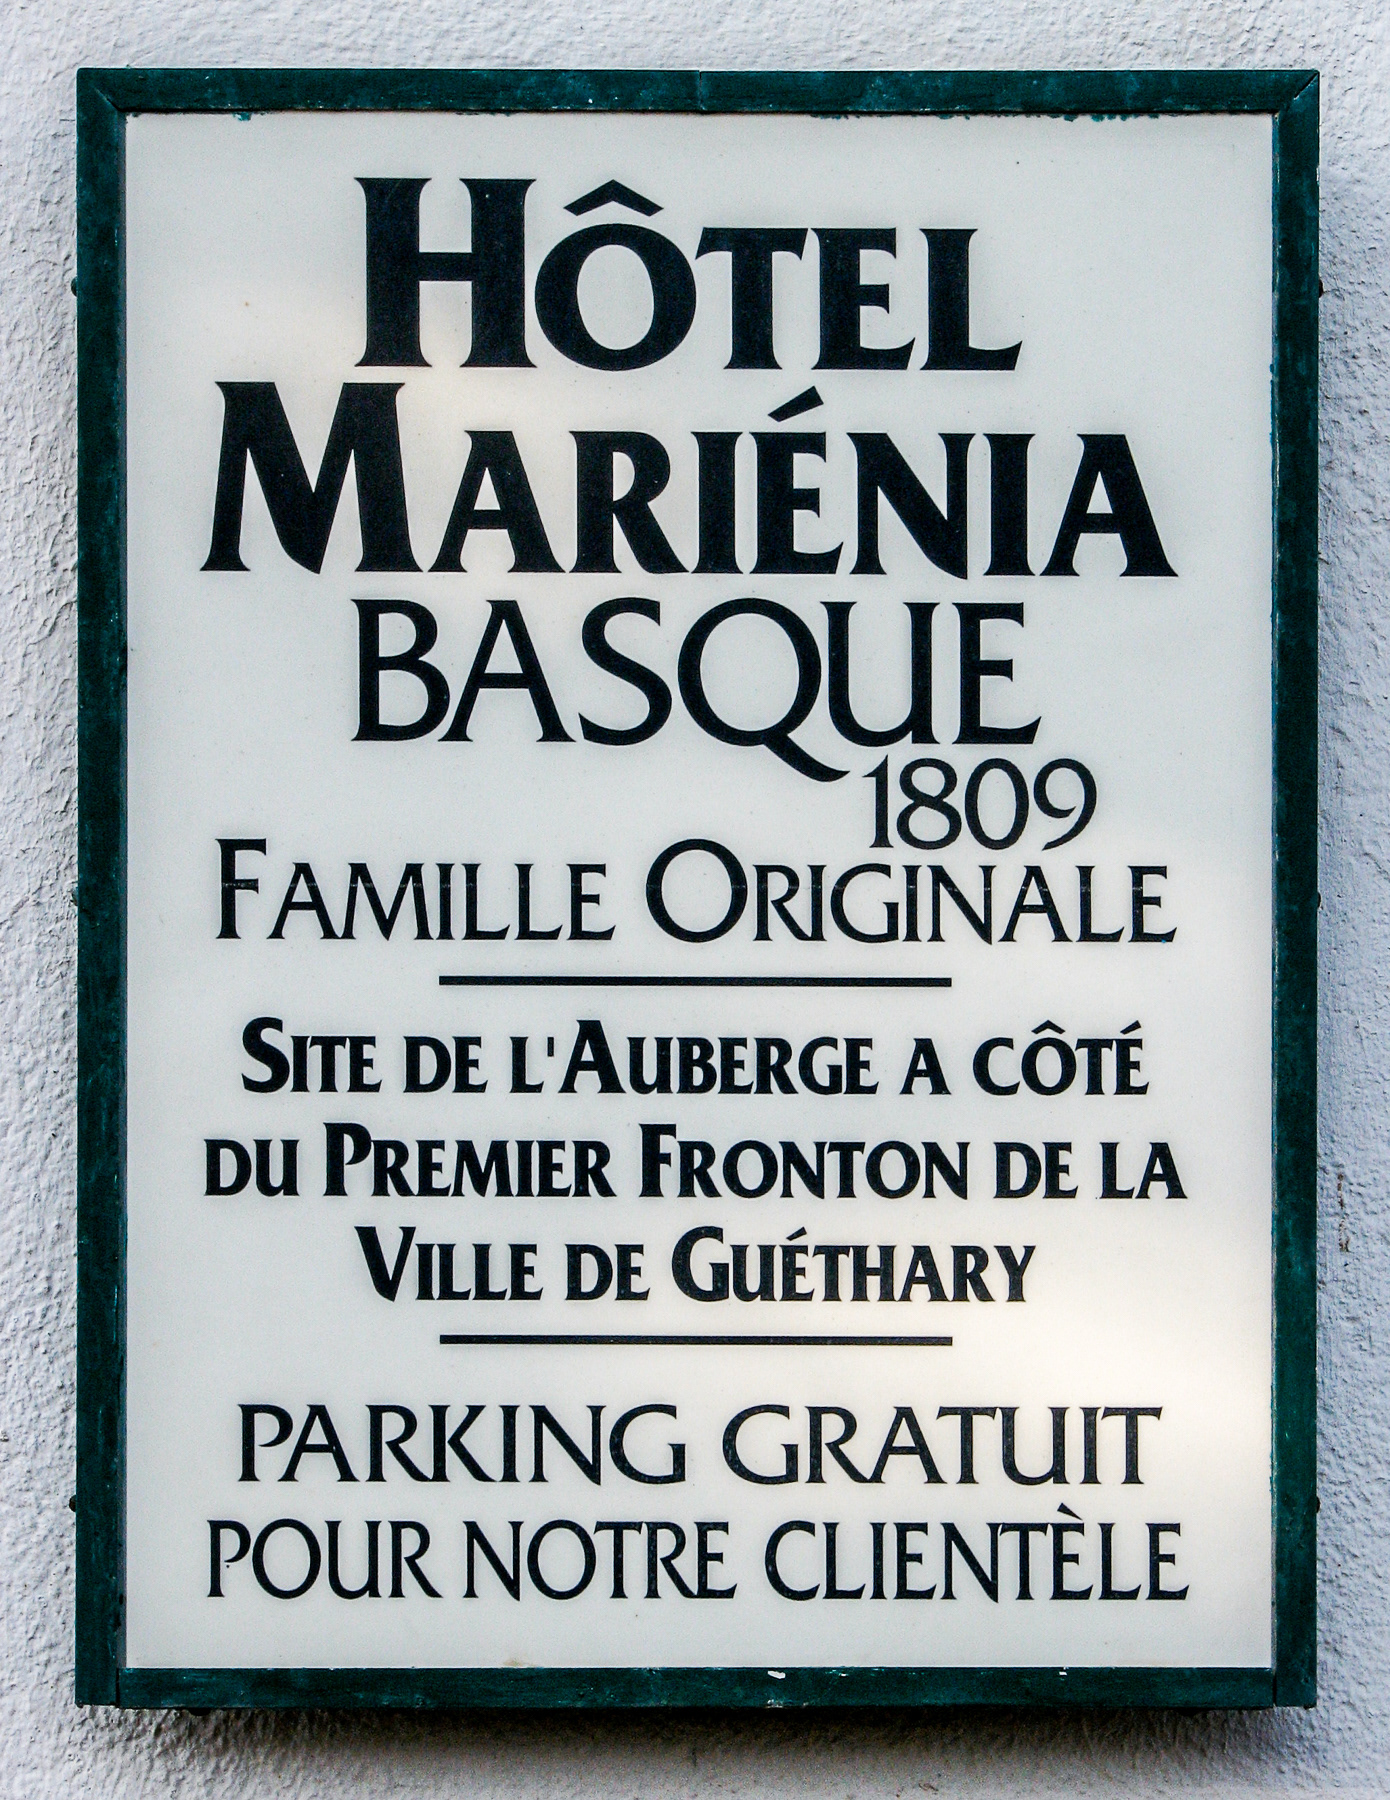 HÔTEL
MARIÉNIA
BASQUE
1809
FAMILLE ORIGINALE
SITE DE L'AUBERGE A CÔTÉ
DU PREMIER FRONTON DE LA
VILLE DE GUÉTHARY
PARKING GRATUIT
POUR NOTRE CLIENTÈLE